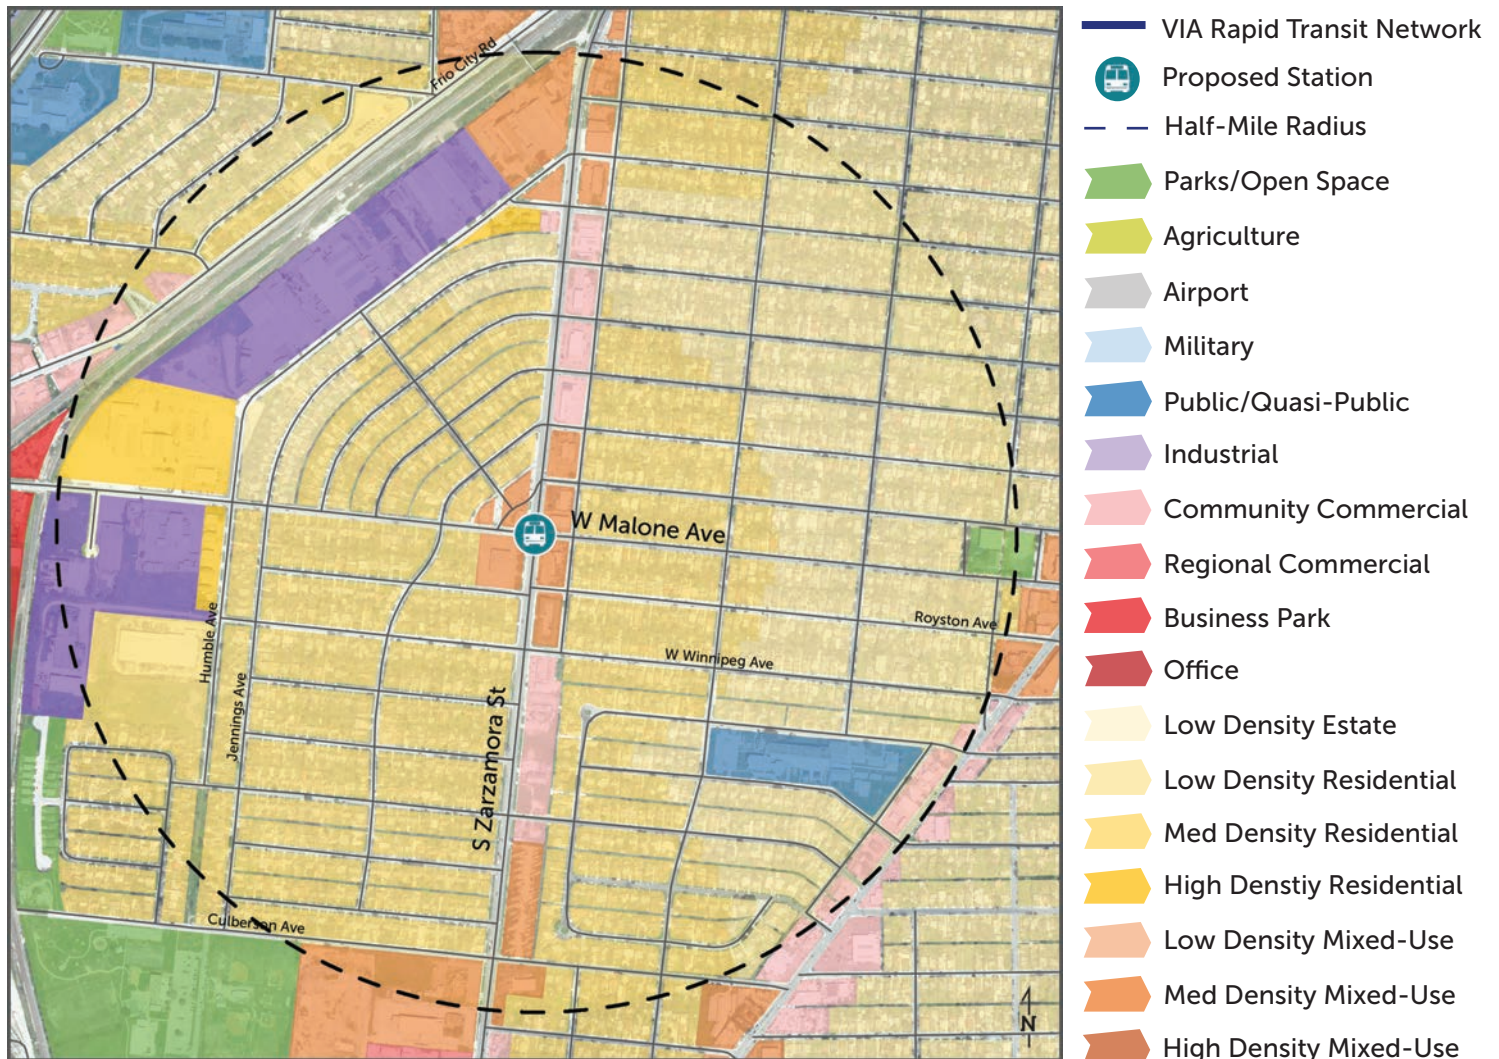 Frio City Rd
W Malone Ave
Royston Ave
W Winnipeg Ave
Humble Ave
Jennings Ave
S Zarzamora St
Culberson Ave
N
VIA Rapid Transit Network
Proposed Station
Half-Mile Radius
Parks/Open Space
Agriculture
Airport
Military
Public/Quasi-Public
Industrial
Community Commercial
Regional Commercial
Business Park
Office
Low Density Estate
Low Density Residential
Med Density Residential
High Denstiy Residential
Low Density Mixed-Use
Med Density Mixed-Use
High Density Mixed-Use